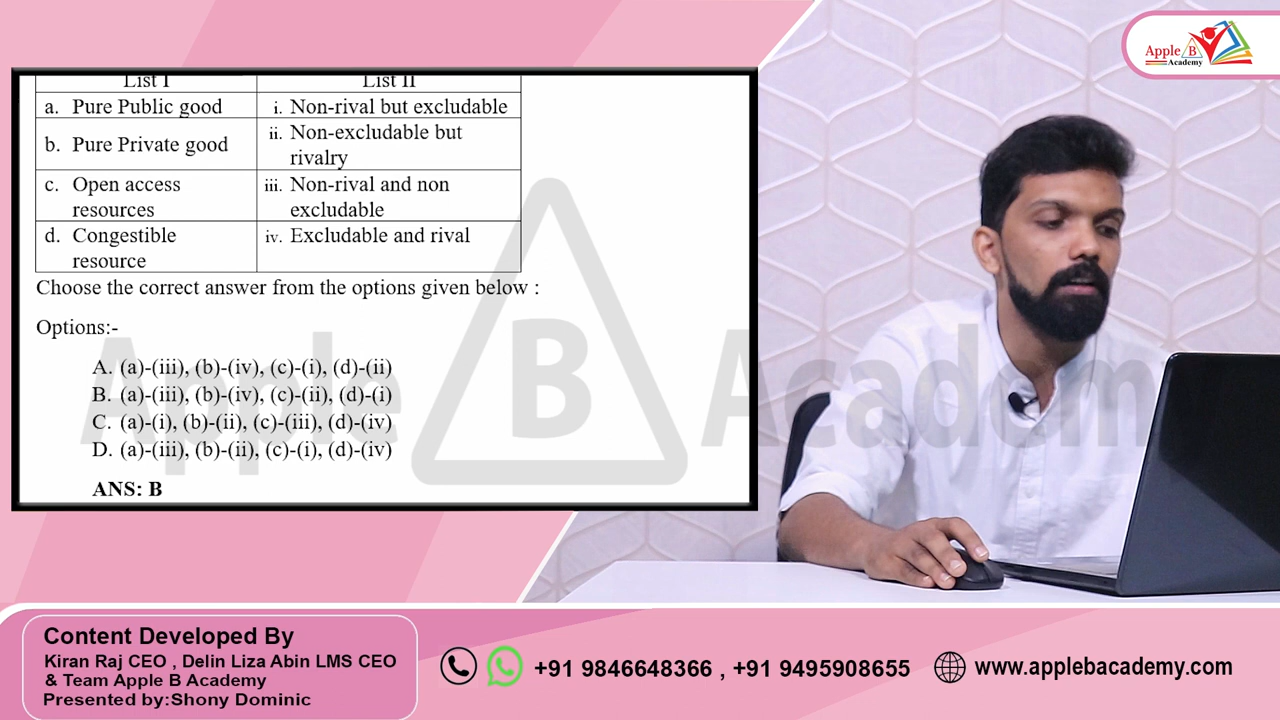 Apple B
Academy
List I List II
a. Pure Public good i. Non-rival but excludable
b. Pure Private good ii. Non-excludable but
rivalry
c. Open access iii. Non-rival and non
resources excludable
d. Congestible iv. Excludable and rival
resource
Choose the correct answer from the options given below :
Options:-
A. (a)-(iii), (b)-(iv), (c)-(i), (d)-(ii)
B. (a)-(iii), (b)-(iv), (c)-(ii), (d)-(i)
C. (a)-(i), (b)-(ii), (c)-(iii), (d)-(iv)
D. (a)-(iii), (b)-(ii), (c)-(i), (d)-(iv)
ANS: B
Apple B Academy
Content Developed By
Kiran Raj CEO , Delin Liza Abin LMS CEO
& Team Apple B Academy
Presented by:Shony Dominic
+91 9846648366 , +91 9495908655
www.applebacademy.com